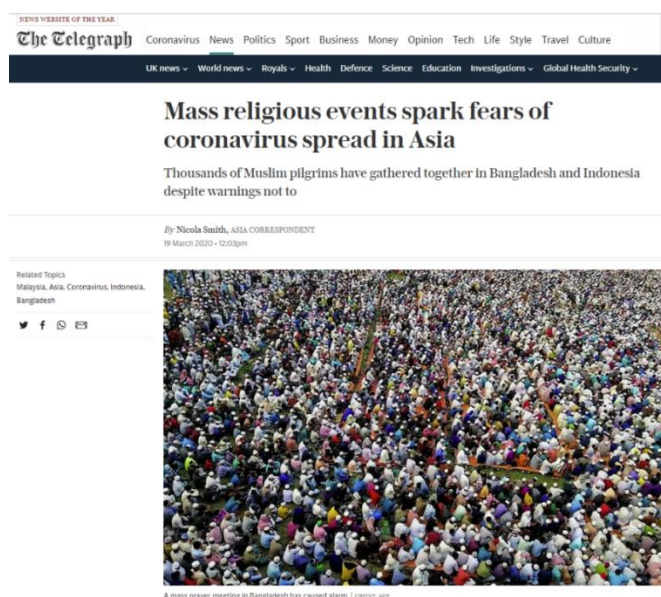 NEWS WEBSITE OF THE YEAR
The Telegraph
Coronavirus News Politics Sport Business Money Opinion Tech Life Style Travel Culture
UK news World news Royals Health Defence Science Education Investigations Global Health Security
Mass religious events spark fears of
coronavirus spread in Asia
Thousands of Muslim pilgrims have gathered together in Bangladesh and Indonesia
despite warnings not to
By Nicola Smith, ASIA CORRESPONDENT
19 March 2020 • 12:03pm
Related Topics
Malaysia, Asia, Coronavirus, Indonesia,
Bangladesh
A mass prayer meeting in Bangladesh has caused alarm | CREDIT: AFP